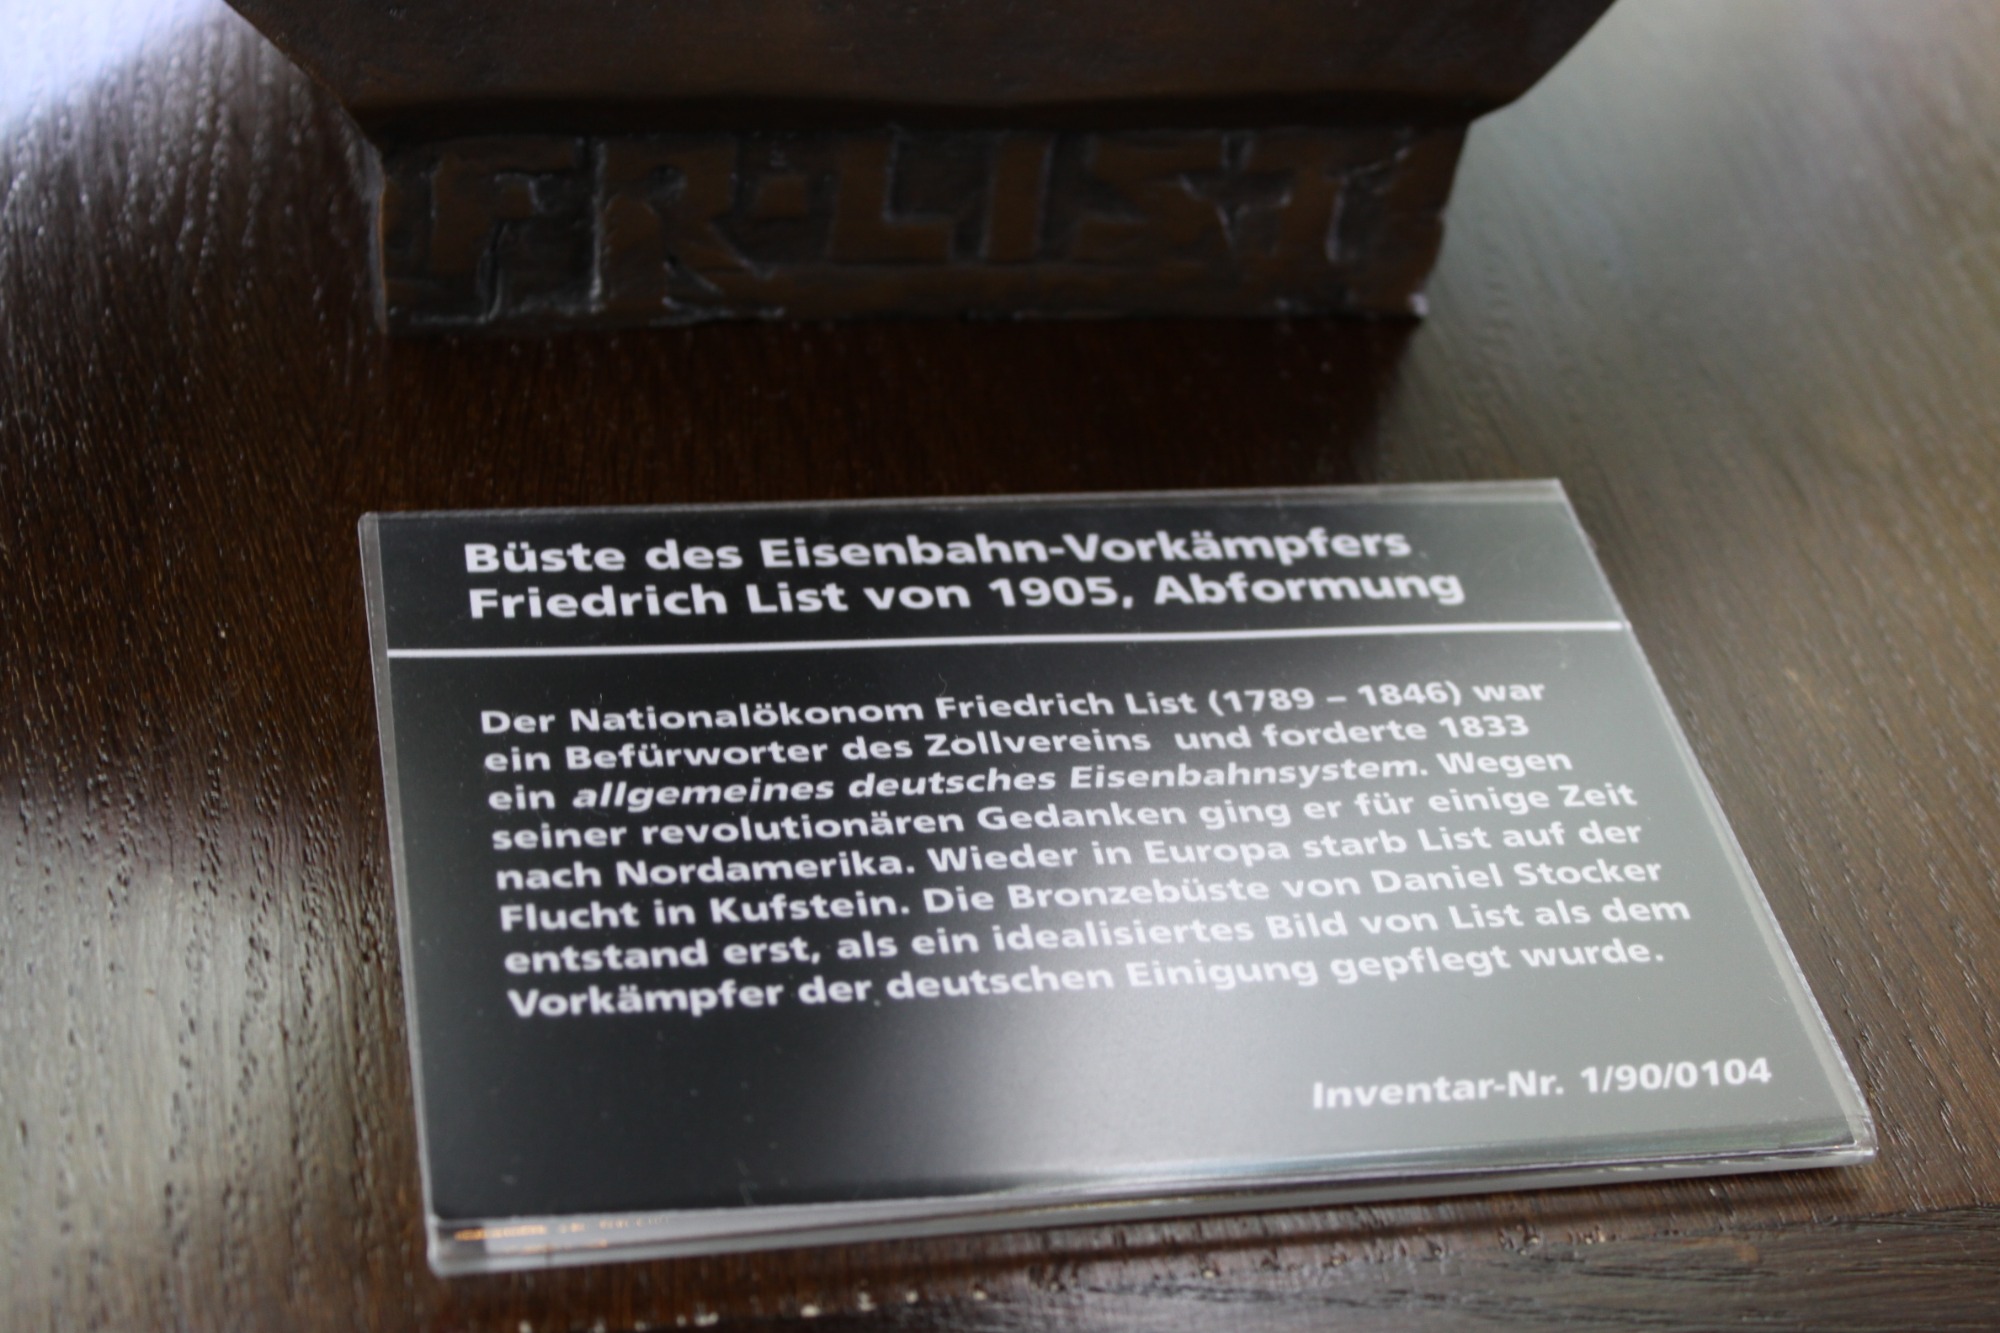 FR·LIST
Büste des Eisenbahn-Vorkämpfers
Friedrich List von 1905, Abformung
Der Nationalökonom Friedrich List (1789 – 1846) war
ein Befürworter des Zollvereins und forderte 1833
ein allgemeines deutsches Eisenbahnsystem. Wegen
seiner revolutionären Gedanken ging er für einige Zeit
nach Nordamerika. Wieder in Europa starb List auf der
Flucht in Kufstein. Die Bronzebüste von Daniel Stocker
entstand erst, als ein idealisiertes Bild von List als dem
Vorkämpfer der deutschen Einigung gepflegt wurde.
Inventar-Nr. 1/90/0104